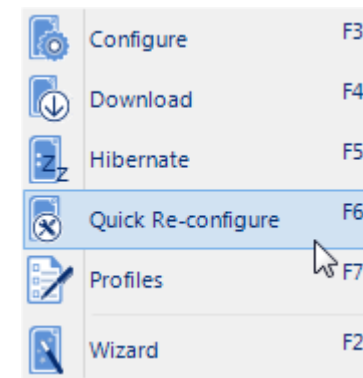 Configure F3
Download F4
Hibernate F5
Quick Re-configure F6
Profiles F7
Wizard F2